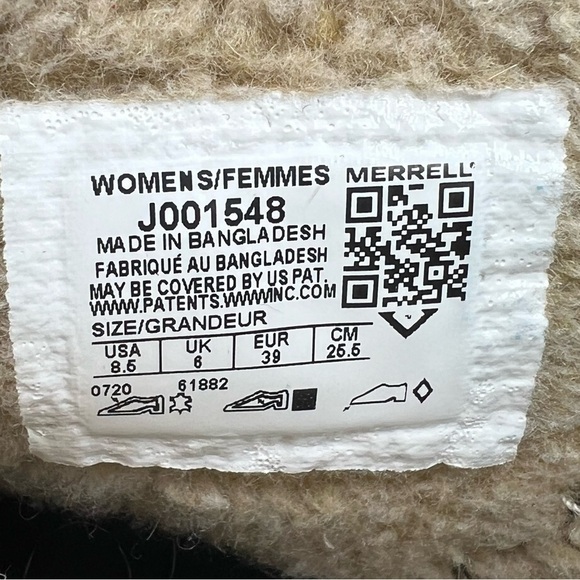 WOMENS/FEMMES MERRELL
J001548
MADE IN BANGLADESH
FABRIQUÉ AU BANGLADESH
MAY BE COVERED BY US PAT.
WWW.PATENTS.WWWINC.COM
SIZE/GRANDEUR
USA UK EUR CM
8.5 6 39 25.5
0720 61882